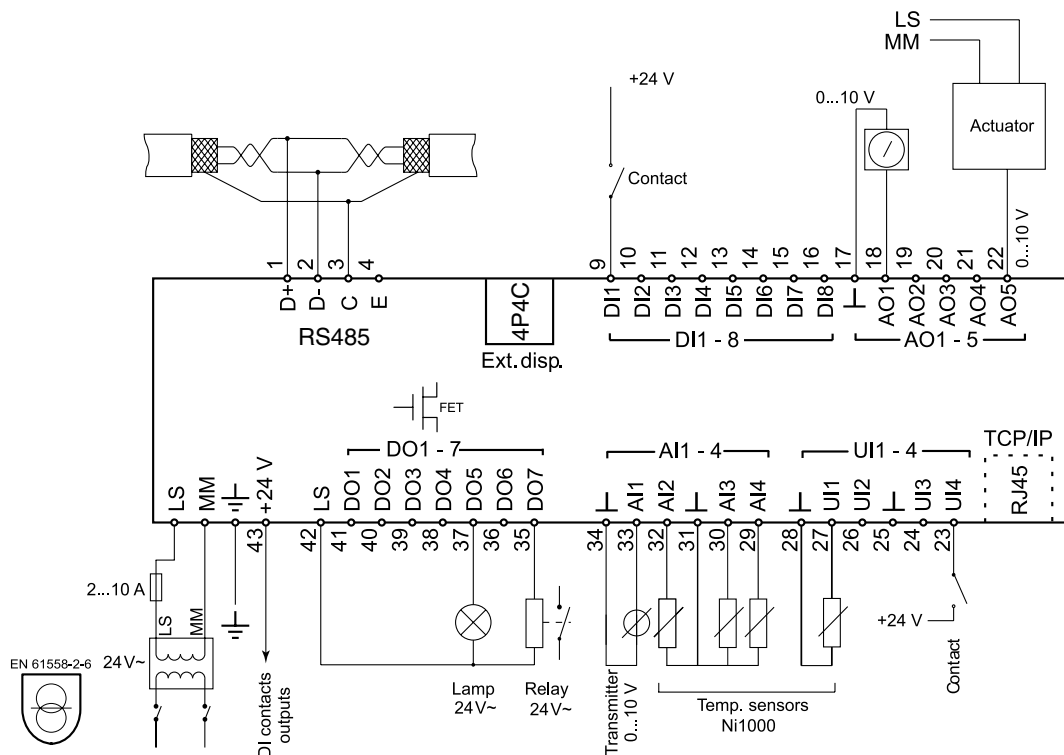 LS
MM
+24 V
0...10 V
Actuator
Contact
0...10 V
1 2 3 4
9 10 11 12 13 14 15 16 17 18 19 20 21 22
D+ D- C E
RS485
4P4C
Ext. disp.
DI1 DI2 DI3 DI4 DI5 DI6 DI7 DI8
DI1 - 8
AO1 AO2 AO3 AO4 AO5
AO1 - 5
FET
DO1 - 7
AI1 - 4
UI1 - 4
TCP/IP
RJ45
LS MM +24 V LS DO1 DO2 DO3 DO4 DO5 DO6 DO7
AI1 AI2 AI3 AI4
UI1 UI2 UI3 UI4
43 42 41 40 39 38 37 36 35 34 33 32 31 30 29 28 27 26 25 24 23
2...10 A
LS MM
EN 61558-2-6
24V~
DI contacts
outputs
Lamp
24V~
Relay
24V~
Transmitter
0...10 V
Temp. sensors
Ni1000
+24 V
Contact